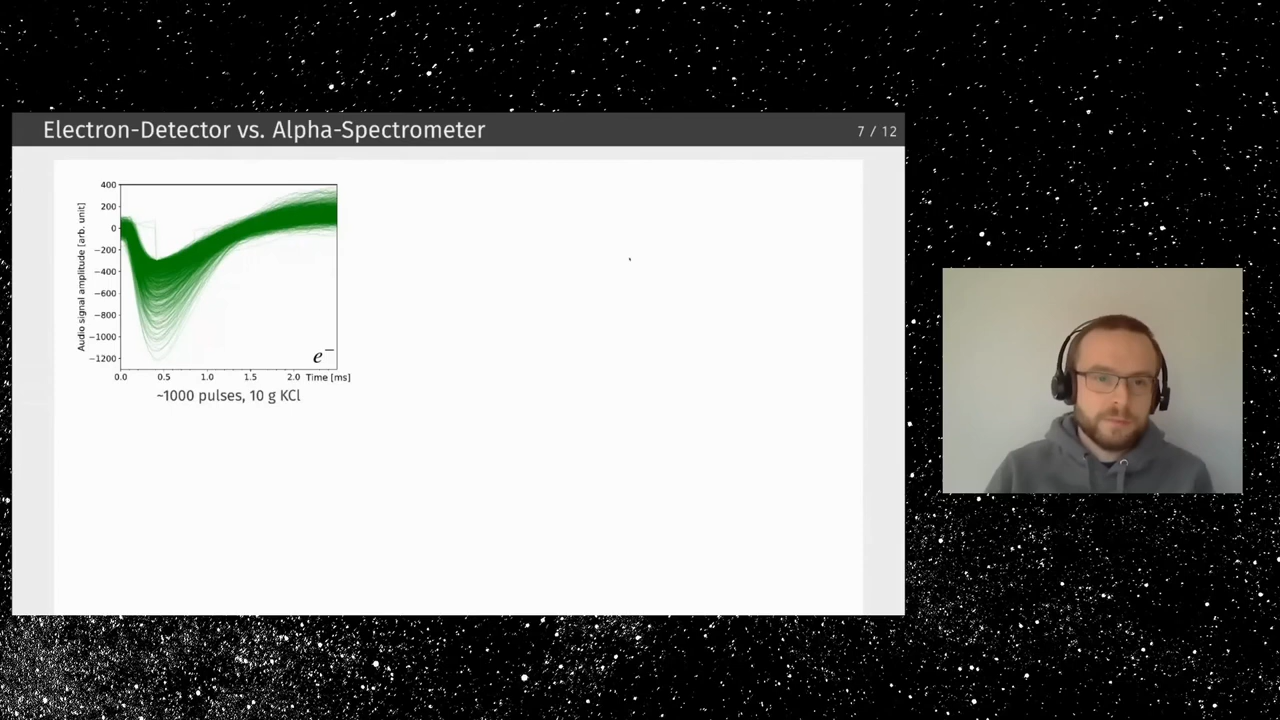 Electron-Detector vs. Alpha-Spectrometer
7 / 12
Audio signal amplitude [arb. unit]
400
200
0
−200
−400
−600
−800
−1000
−1200
e−
0.0 0.5 1.0 1.5 2.0 Time [ms]
~1000 pulses, 10 g KCl